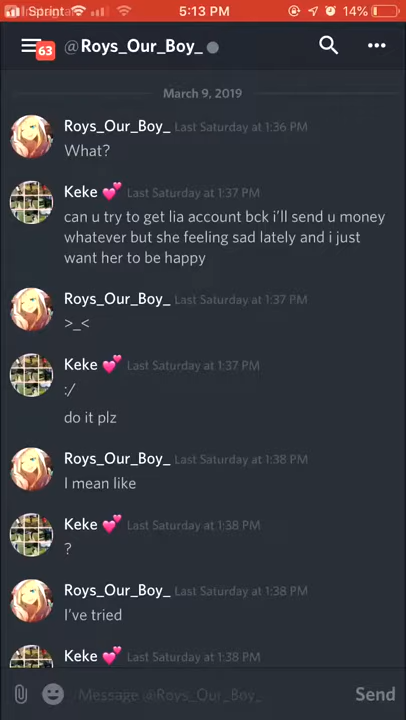 Sprint
5:13 PM
14%
63
@Roys_Our_Boy_
March 9, 2019
Roys_Our_Boy_ Last Saturday at 1:36 PM
What?
Keke 💕 Last Saturday at 1:37 PM
can u try to get lia account bck i'll send u money
whatever but she feeling sad lately and i just
want her to be happy
Roys_Our_Boy_ Last Saturday at 1:37 PM
>_<
Keke 💕 Last Saturday at 1:37 PM
:/
do it plz
Roys_Our_Boy_ Last Saturday at 1:38 PM
I mean like
Keke 💕 Last Saturday at 1:38 PM
?
Roys_Our_Boy_ Last Saturday at 1:38 PM
I've tried
Keke 💕 Last Saturday at 1:38 PM
Message @Roys_Our_Boy_
Send